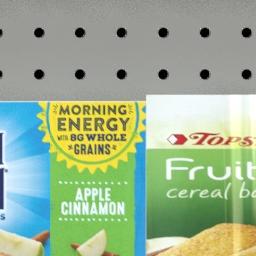 MORNING
ENERGY
WITH 8G WHOLE
GRAINS
APPLE
CINNAMON
TOPS
Fruit
cereal ba